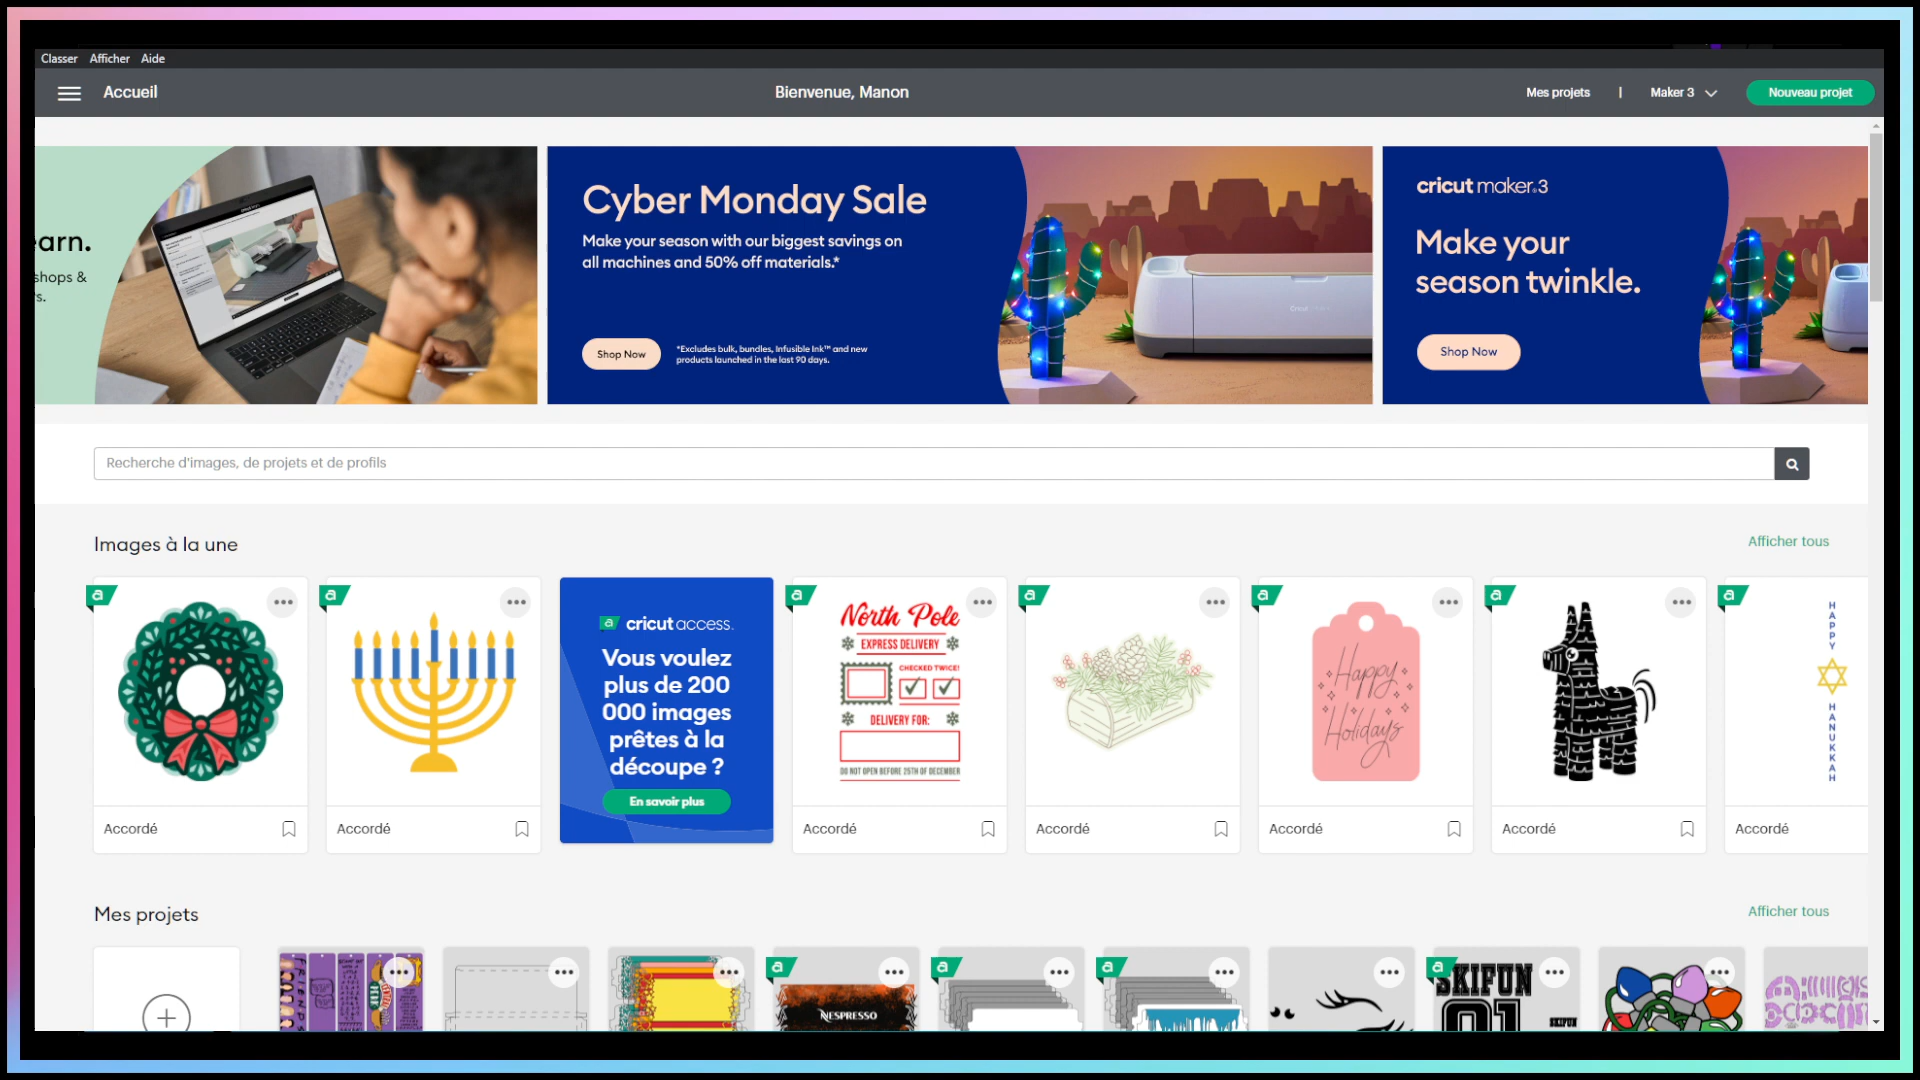 Classer Afficher Aide
Accueil
Bienvenue, Manon
Mes projets | Maker 3
Nouveau projet
earn.
shops &
Cyber Monday Sale
Make your season with our biggest savings on
all machines and 50% off materials.*
Shop Now
*Excludes bulk, bundles, Infusible Ink™ and new
products launched in the last 90 days.
cricut maker 3
Make your
season twinkle.
Shop Now
Recherche d'images, de projets et de profils
Images à la une
Afficher tous
a
a
a cricut access.
Vous voulez
plus de 200
000 images
prêtes à la
découpe ?
En savoir plus
a
North Pole
EXPRESS DELIVERY
CHECKED TWICE!
DELIVERY FOR:
DO NOT OPEN BEFORE 25TH OF DECEMBER
a
a
Happy
Holidays
a
a
HAPPY
HANUKKAH
Accordé
Accordé
Accordé
Accordé
Accordé
Accordé
Accordé
Mes projets
Afficher tous
FRIENDS
a
NESPRESSO
a
a
a
SKIFUN
01
SKIFUN